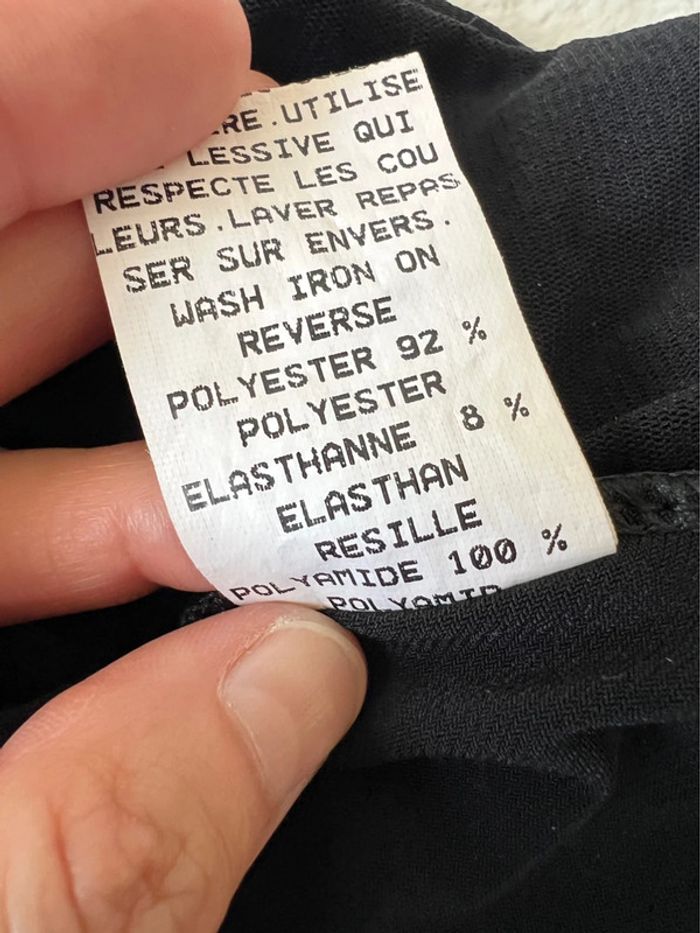 RE.UTILISE
LESSIVE QUI
RESPECTE LES COU
LEURS.LAVER REPAS
SER SUR ENVERS.
WASH IRON ON
REVERSE
POLYESTER 92 %
POLYESTER
ELASTHANNE 8 %
ELASTHAN
RESILLE
POLYAMIDE 100 %